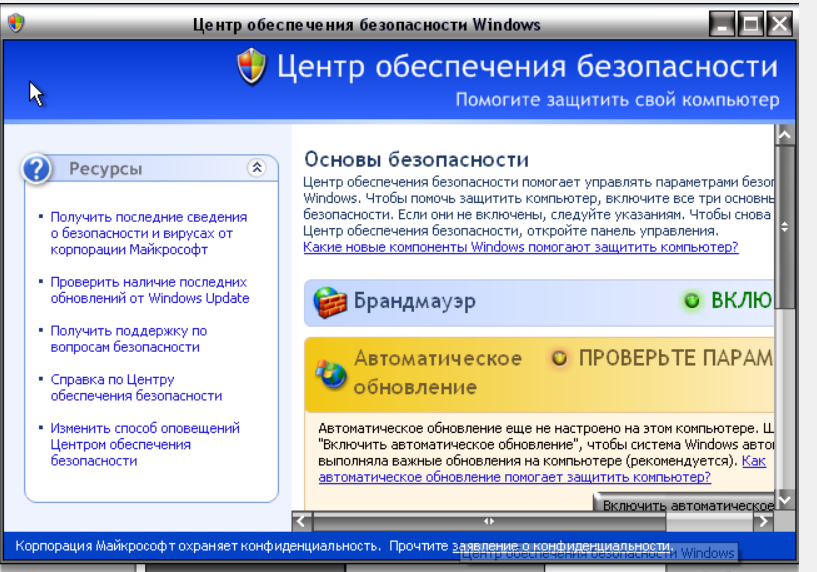 Центр обеспечения безопасности Windows
Центр обеспечения безопасности
Помогите защитить свой компьютер
Ресурсы
Получить последние сведения
о безопасности и вирусах от
корпорации Майкрософт
Проверить наличие последних
обновлений от Windows Update
Получить поддержку по
вопросам безопасности
Справка по Центру
обеспечения безопасности
Изменить способ оповещений
Центром обеспечения
безопасности
Основы безопасности
Центр обеспечения безопасности помогает управлять параметрами безоп
Windows. Чтобы помочь защитить компьютер, включите все три основнь
безопасности. Если они не включены, следуйте указаниям. Чтобы снова
Центр обеспечения безопасности, откройте панель управления.
Какие новые компоненты Windows помогают защитить компьютер?
Брандмауэр
ВКЛЮ
Автоматическое
обновление
ПРОВЕРЬТЕ ПАРАМ
Автоматическое обновление еще не настроено на этом компьютере. Щ
"Включить автоматическое обновление", чтобы система Windows авто
выполняла важные обновления на компьютере (рекомендуется). Как
автоматическое обновление помогает защитить компьютер?
Включить автоматическое
Корпорация Майкрософт охраняет конфиденциальность. Прочтите заявление о конфиденциальности.
Центр обеспечения безопасности Windows